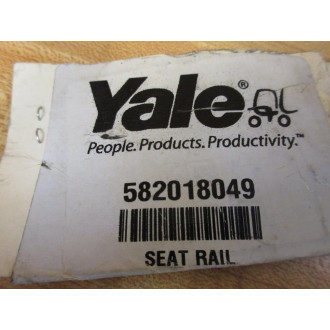 Yale®
People. Products. Productivity.™
582018049
SEAT RAIL